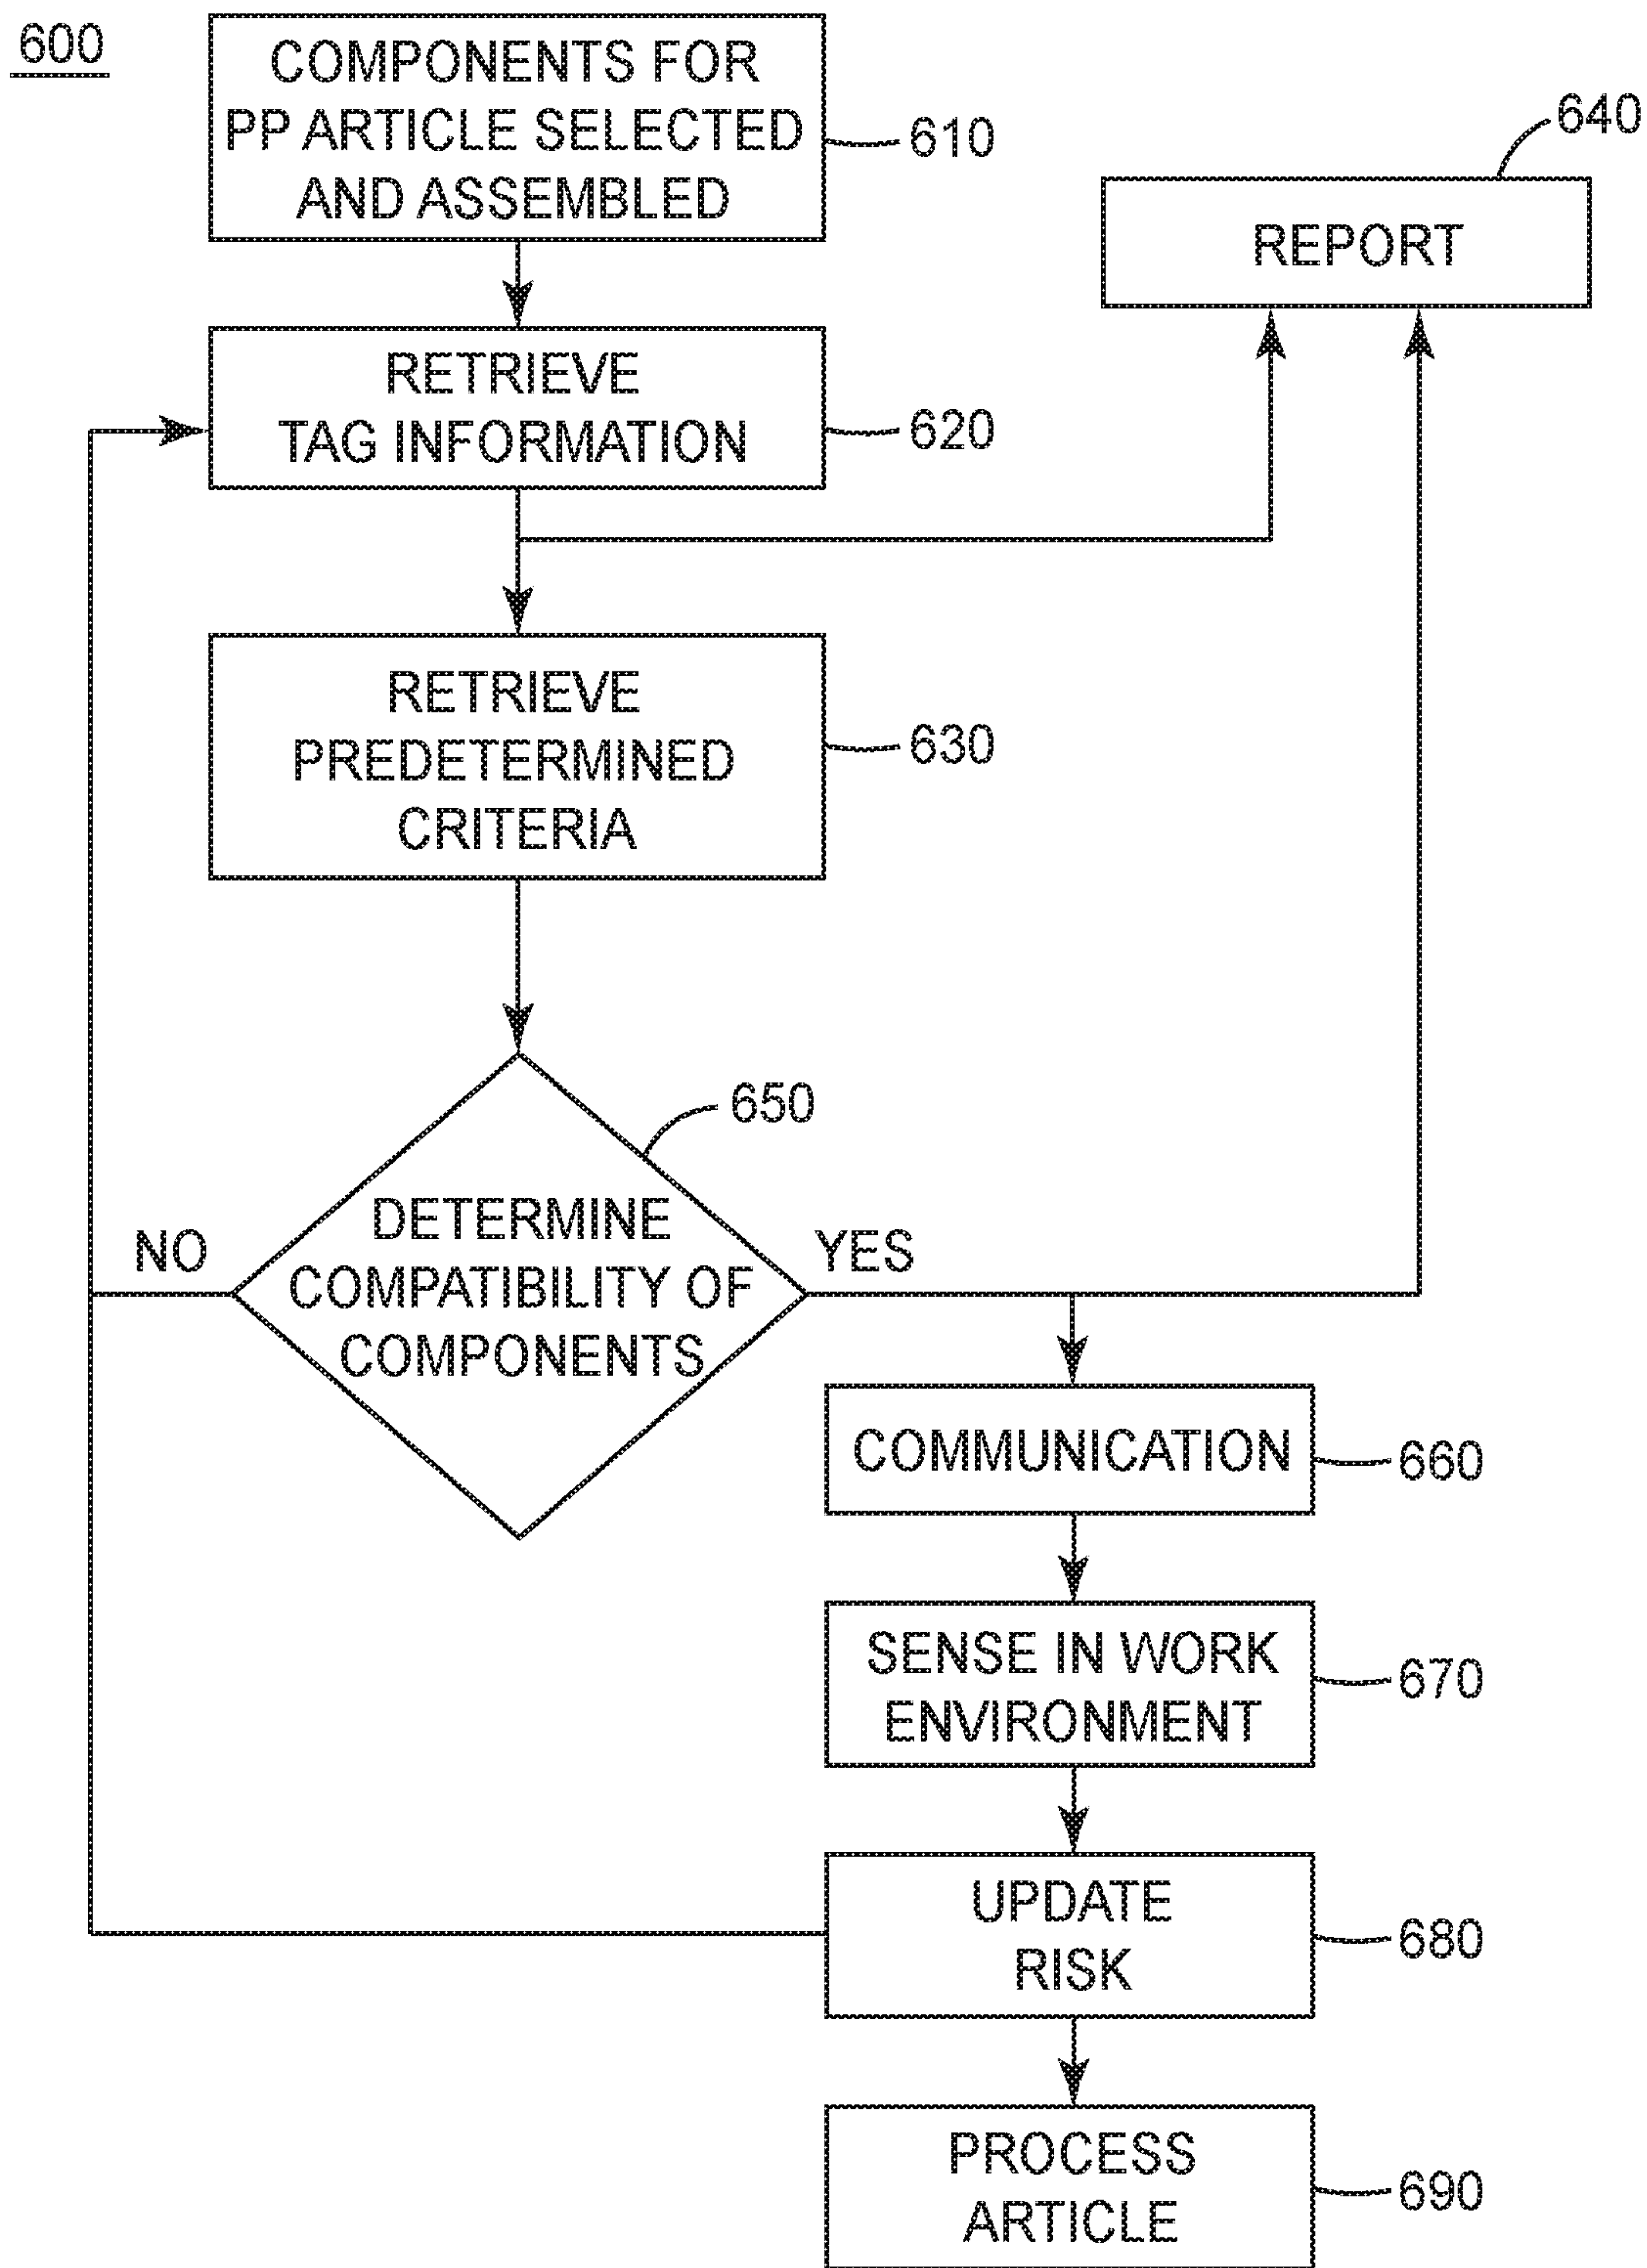 600
COMPONENTS FOR
PP ARTICLE SELECTED
AND ASSEMBLED
610
640
REPORT
RETRIEVE
TAG INFORMATION
620
RETRIEVE
PREDETERMINED
CRITERIA
630
650
DETERMINE
COMPATIBILITY OF
COMPONENTS
NO
YES
COMMUNICATION
660
SENSE IN WORK
ENVIRONMENT
670
UPDATE
RISK
680
PROCESS
ARTICLE
690